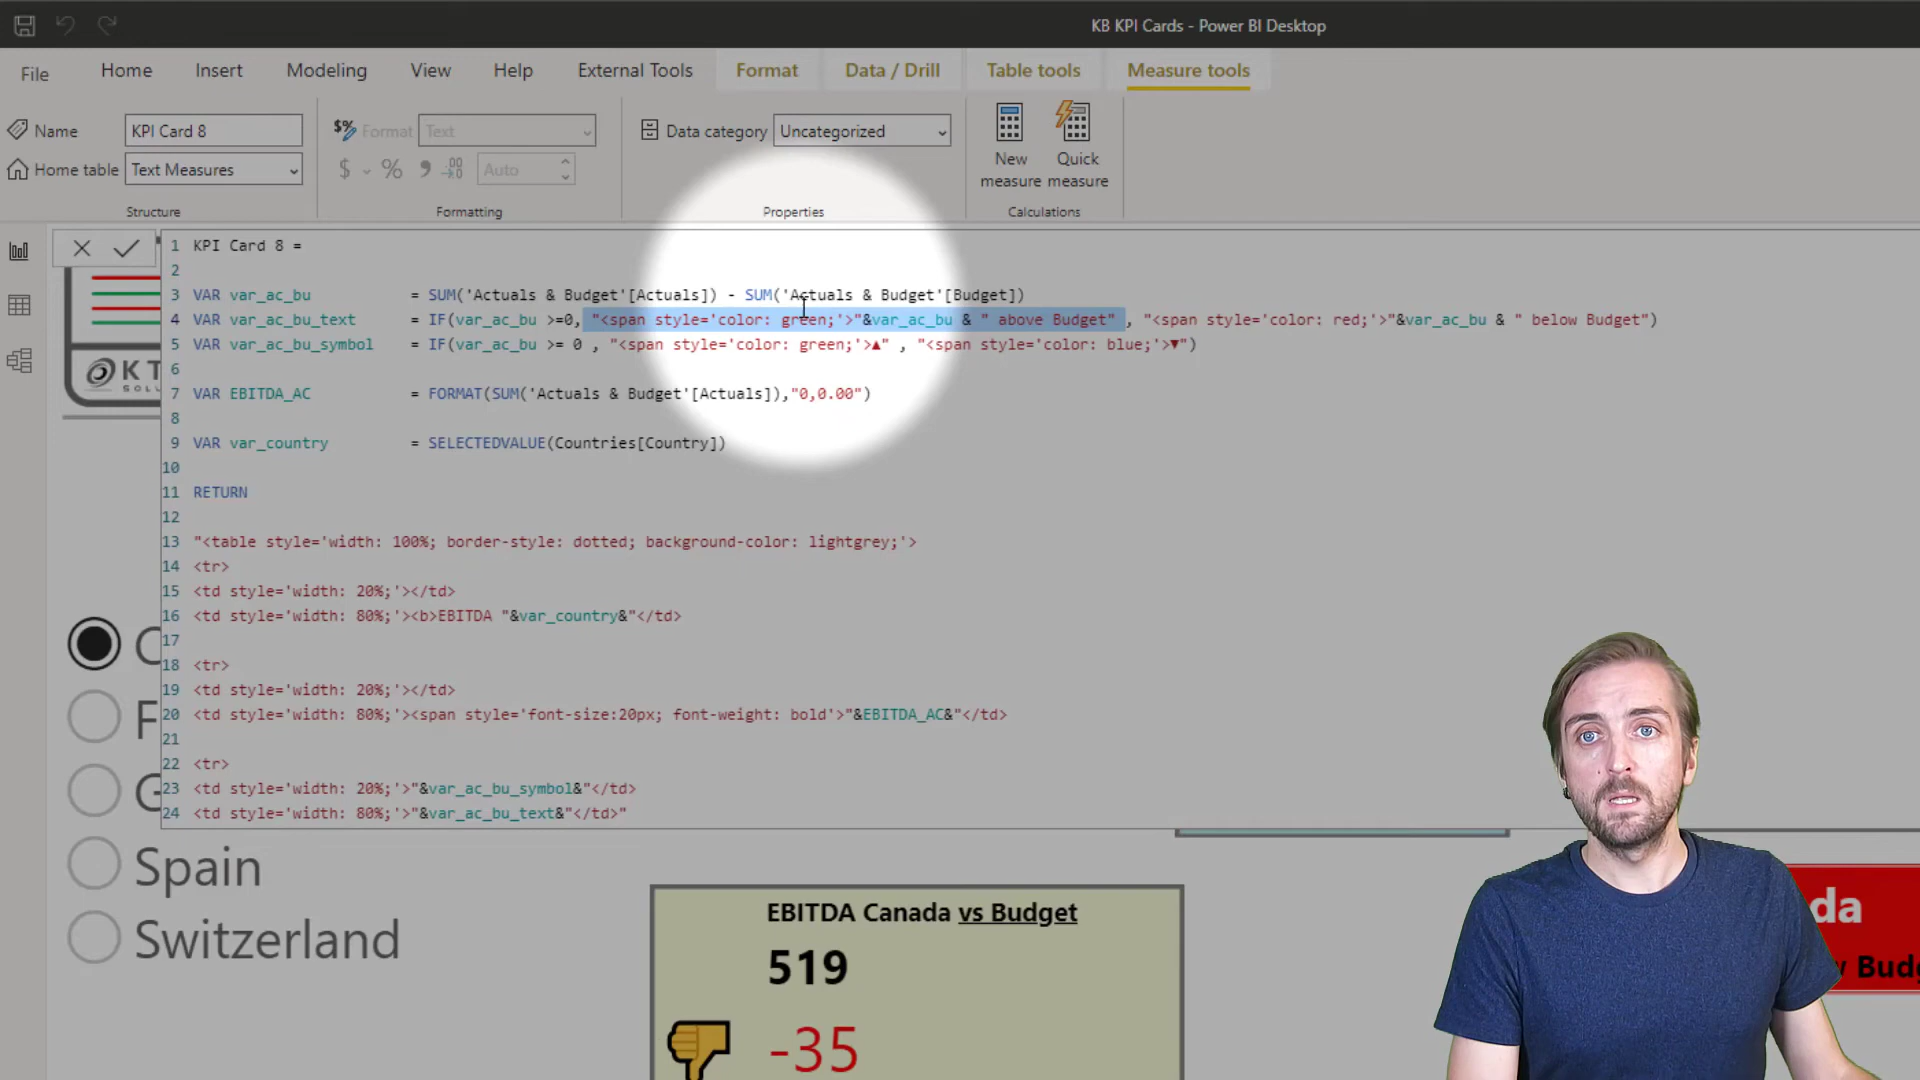 KB KPI Cards - Power BI Desktop
File Home Insert Modeling View Help External Tools Format Data / Drill Table tools Measure tools
Name KPI Card 8 Format Text Data category Uncategorized
Home table Text Measures $ % Auto New measure Quick measure
Structure Formatting Properties Calculations
1 KPI Card 8 =
2
3 VAR var_ac_bu = SUM('Actuals & Budget'[Actuals]) - SUM('Actuals & Budget'[Budget])
4 VAR var_ac_bu_text = IF(var_ac_bu >=0, "<span style='color: green;'>"&var_ac_bu & " above Budget" , "<span style='color: red;'>"&var_ac_bu & " below Budget")
5 VAR var_ac_bu_symbol = IF(var_ac_bu >= 0 , "<span style='color: green;'>▲" , "<span style='color: blue;'>▼")
6
7 VAR EBITDA_AC = FORMAT(SUM('Actuals & Budget'[Actuals]),"0,0.00")
8
9 VAR var_country = SELECTEDVALUE(Countries[Country])
10
11 RETURN
12
13 "<table style='width: 100%; border-style: dotted; background-color: lightgrey;'>
14 <tr>
15 <td style='width: 20%;'></td>
16 <td style='width: 80%;'><b>EBITDA "&var_country&"</td>
17
18 <tr>
19 <td style='width: 20%;'></td>
20 <td style='width: 80%;'><span style='font-size:20px; font-weight: bold'>"&EBITDA_AC&"</td>
21
22 <tr>
23 <td style='width: 20%;'>"&var_ac_bu_symbol&"</td>
24 <td style='width: 80%;'>"&var_ac_bu_text&"</td>"
KT
SOL
C
F
G
Spain
Switzerland
EBITDA Canada vs Budget
519
-35
da
w Budg